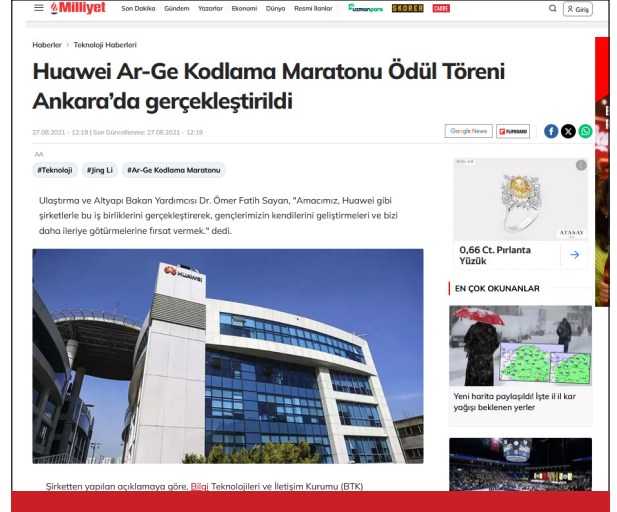 Milliyet Son Dakika Gündem Yazarlar Ekonomi Dünya Resmi İlanlar uzmanpara SKORER CADDE Giriş
Haberler > Teknoloji Haberleri
Huawei Ar-Ge Kodlama Maratonu Ödül Töreni
Ankara’da gerçekleştirildi
27.08.2021 - 12:19 | Son Güncellenme: 27.08.2021 - 12:19
Google News FLIPBOARD
AA
#Teknoloji #Jing Li #Ar-Ge Kodlama Maratonu
Ulaştırma ve Altyapı Bakan Yardımcısı Dr. Ömer Fatih Sayan, "Amacımız, Huawei gibi
şirketlerle bu iş birliklerini gerçekleştirerek, gençlerimizin kendilerini geliştirmeleri ve bizi
daha ileriye götürmelerine fırsat vermek." dedi.
HUAWEI
Şirketten yapılan açıklamaya göre, Bilgi Teknolojileri ve İletişim Kurumu (BTK)
REKLAM
ATASAY
0,66 Ct. Pırlanta
Yüzük
EN ÇOK OKUNANLAR
Yeni harita paylaşıldı! İşte il il kar
yağışı beklenen yerler